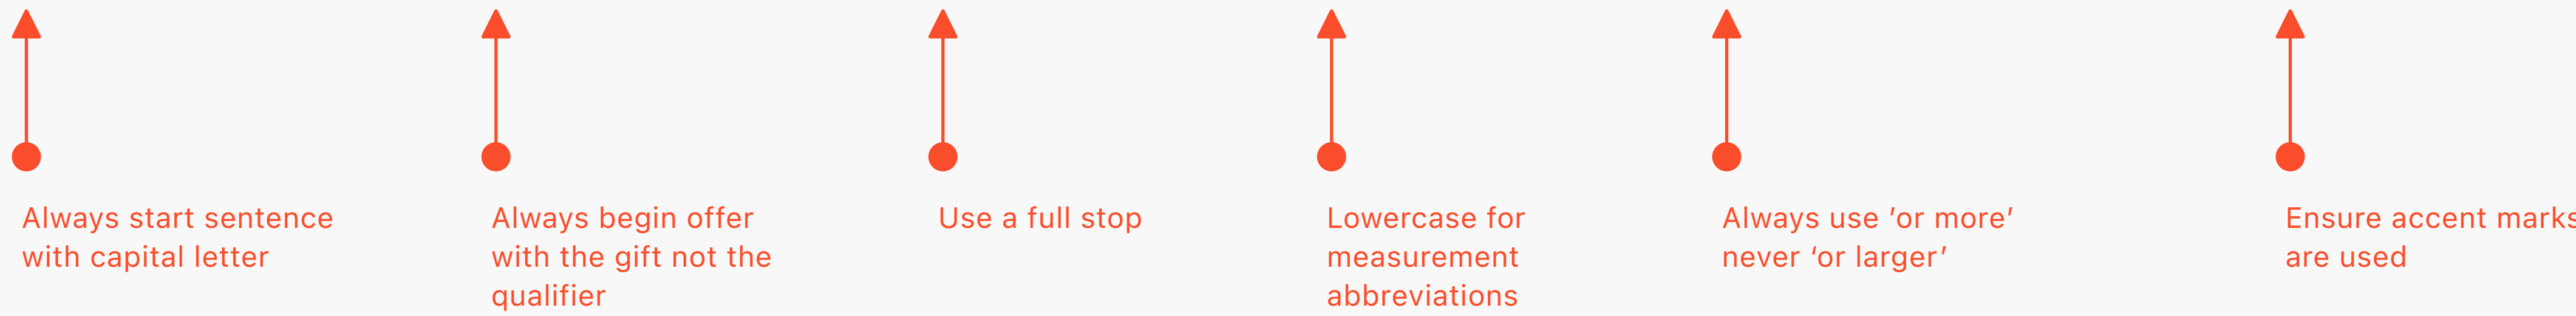 Always start sentence
with capital letter
Always begin offer
with the gift not the
qualifier
Use a full stop
Lowercase for
measurement
abbreviations
Always use ’or more’
never ‘or larger’
Ensure accent marks
are used